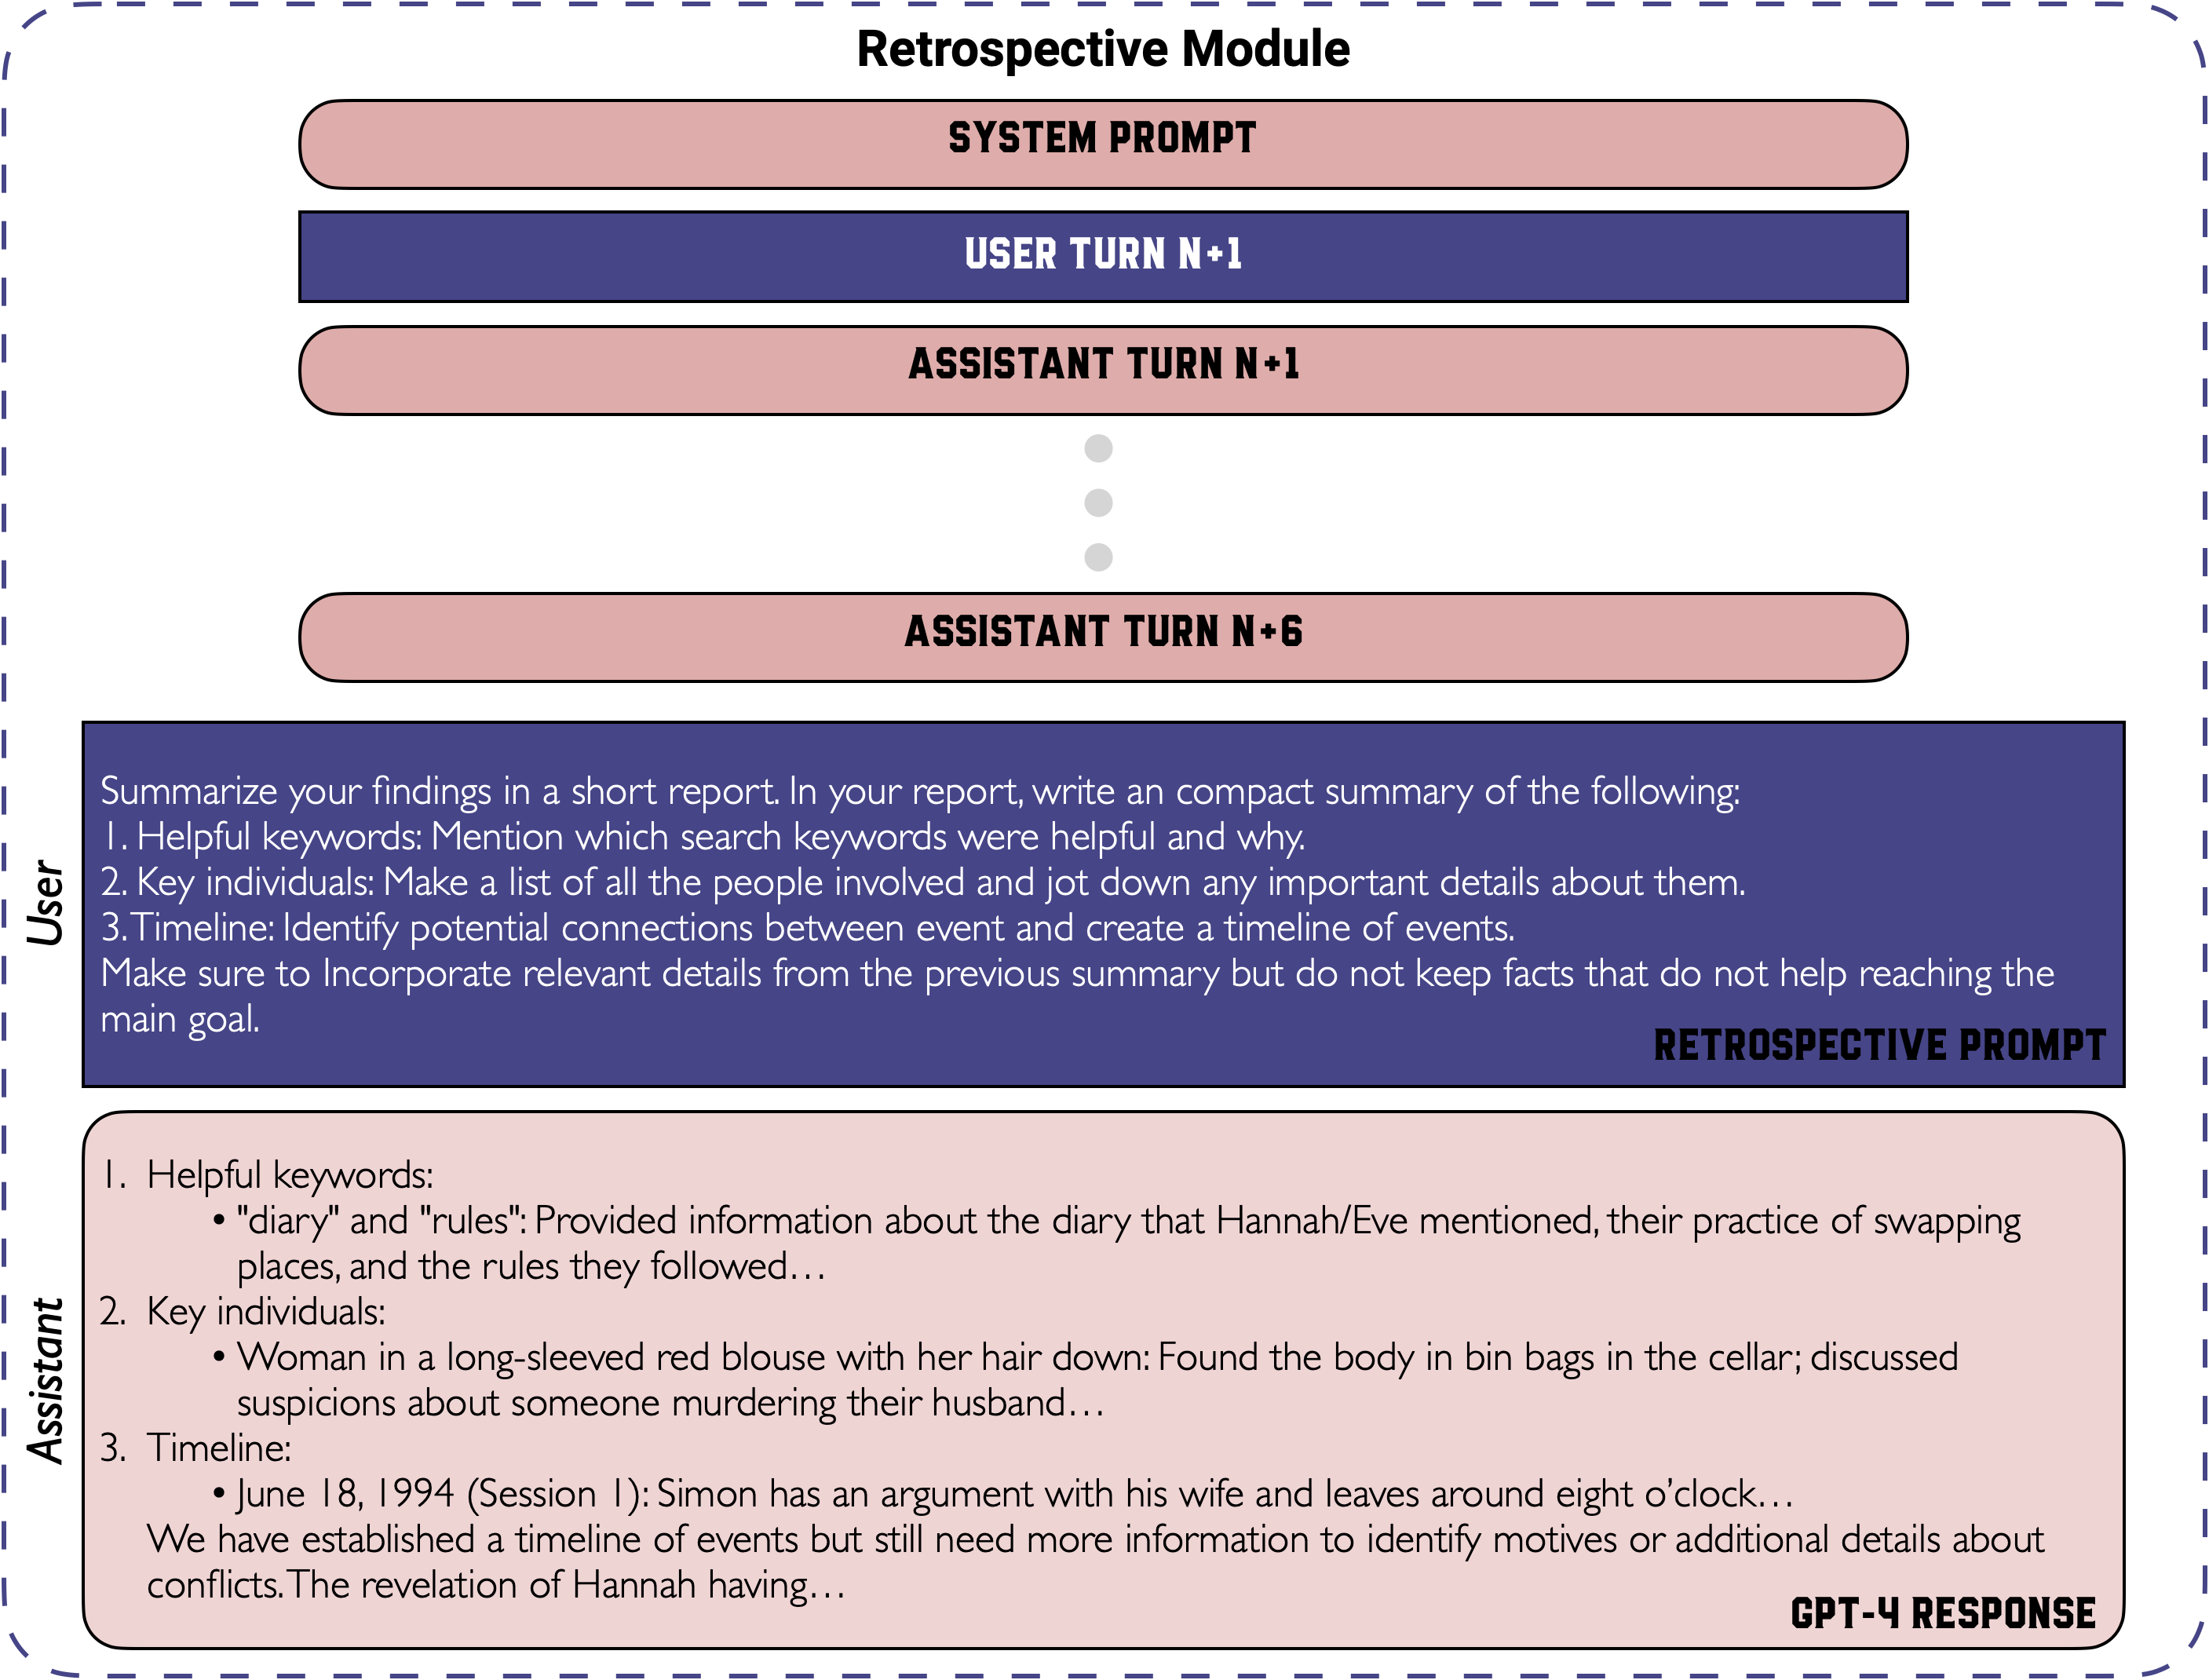 Retrospective Module
SYSTEM PROMPT
USER TURN N+1
ASSISTANT TURN N+1
ASSISTANT TURN N+6
User
Summarize your findings in a short report. In your report, write an compact summary of the following:
1. Helpful keywords: Mention which search keywords were helpful and why.
2. Key individuals: Make a list of all the people involved and jot down any important details about them.
3. Timeline: Identify potential connections between event and create a timeline of events.
Make sure to Incorporate relevant details from the previous summary but do not keep facts that do not help reaching the
main goal.
RETROSPECTIVE PROMPT
Assistant
1. Helpful keywords:
• "diary" and "rules": Provided information about the diary that Hannah/Eve mentioned, their practice of swapping
places, and the rules they followed…
2. Key individuals:
• Woman in a long-sleeved red blouse with her hair down: Found the body in bin bags in the cellar; discussed
suspicions about someone murdering their husband…
3. Timeline:
• June 18, 1994 (Session 1): Simon has an argument with his wife and leaves around eight o’clock…
We have established a timeline of events but still need more information to identify motives or additional details about
conflicts. The revelation of Hannah having…
GPT-4 RESPONSE